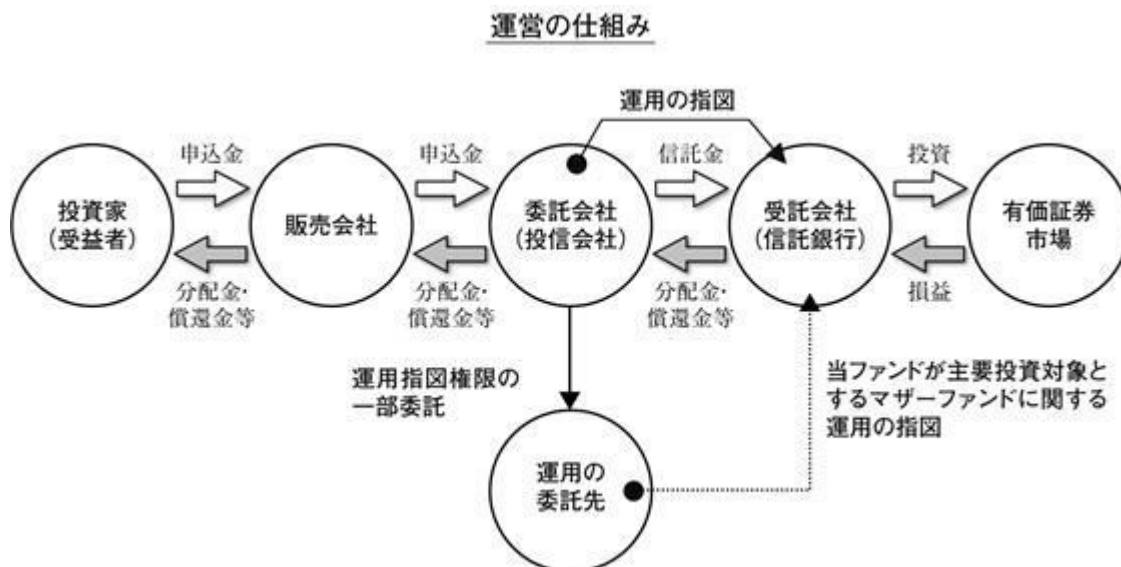 運営の仕組み
運用の指図
申込金
申込金
信託金
投資
投資家
(受益者)
販売会社
委託会社
(投信会社)
受託会社
(信託銀行)
有価証券
市場
分配金・
償還金等
分配金・
償還金等
分配金・
償還金等
損益
運用指図権限の
一部委託
当ファンドが主要投資対象と
するマザーファンドに関する
運用の指図
運用の
委託先